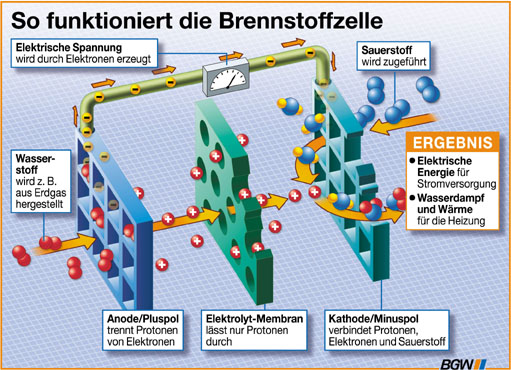 So funktioniert die Brennstoffzelle
Elektrische Spannung
wird durch Elektronen erzeugt
Sauerstoff
wird zugeführt
Wasser-
stoff
wird z. B.
aus Erdgas
hergestellt
ERGEBNIS
● Elektrische
Energie für
Stromversorgung
● Wasserdampf
und Wärme
für die Heizung
Anode/Pluspol
trennt Protonen
von Elektronen
Elektrolyt-Membran
lässt nur Protonen
durch
Kathode/Minuspol
verbindet Protonen,
Elektronen und Sauerstoff
BGW